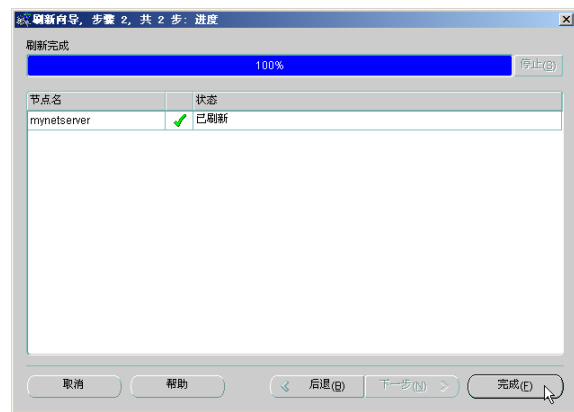 刷新向导, 步骤 2, 共 2 步: 进度
刷新完成
100%
停止(S)
节点名 状态
mynetserver 已刷新
取消 帮助 后退(B) 下一步(N) 完成(F)